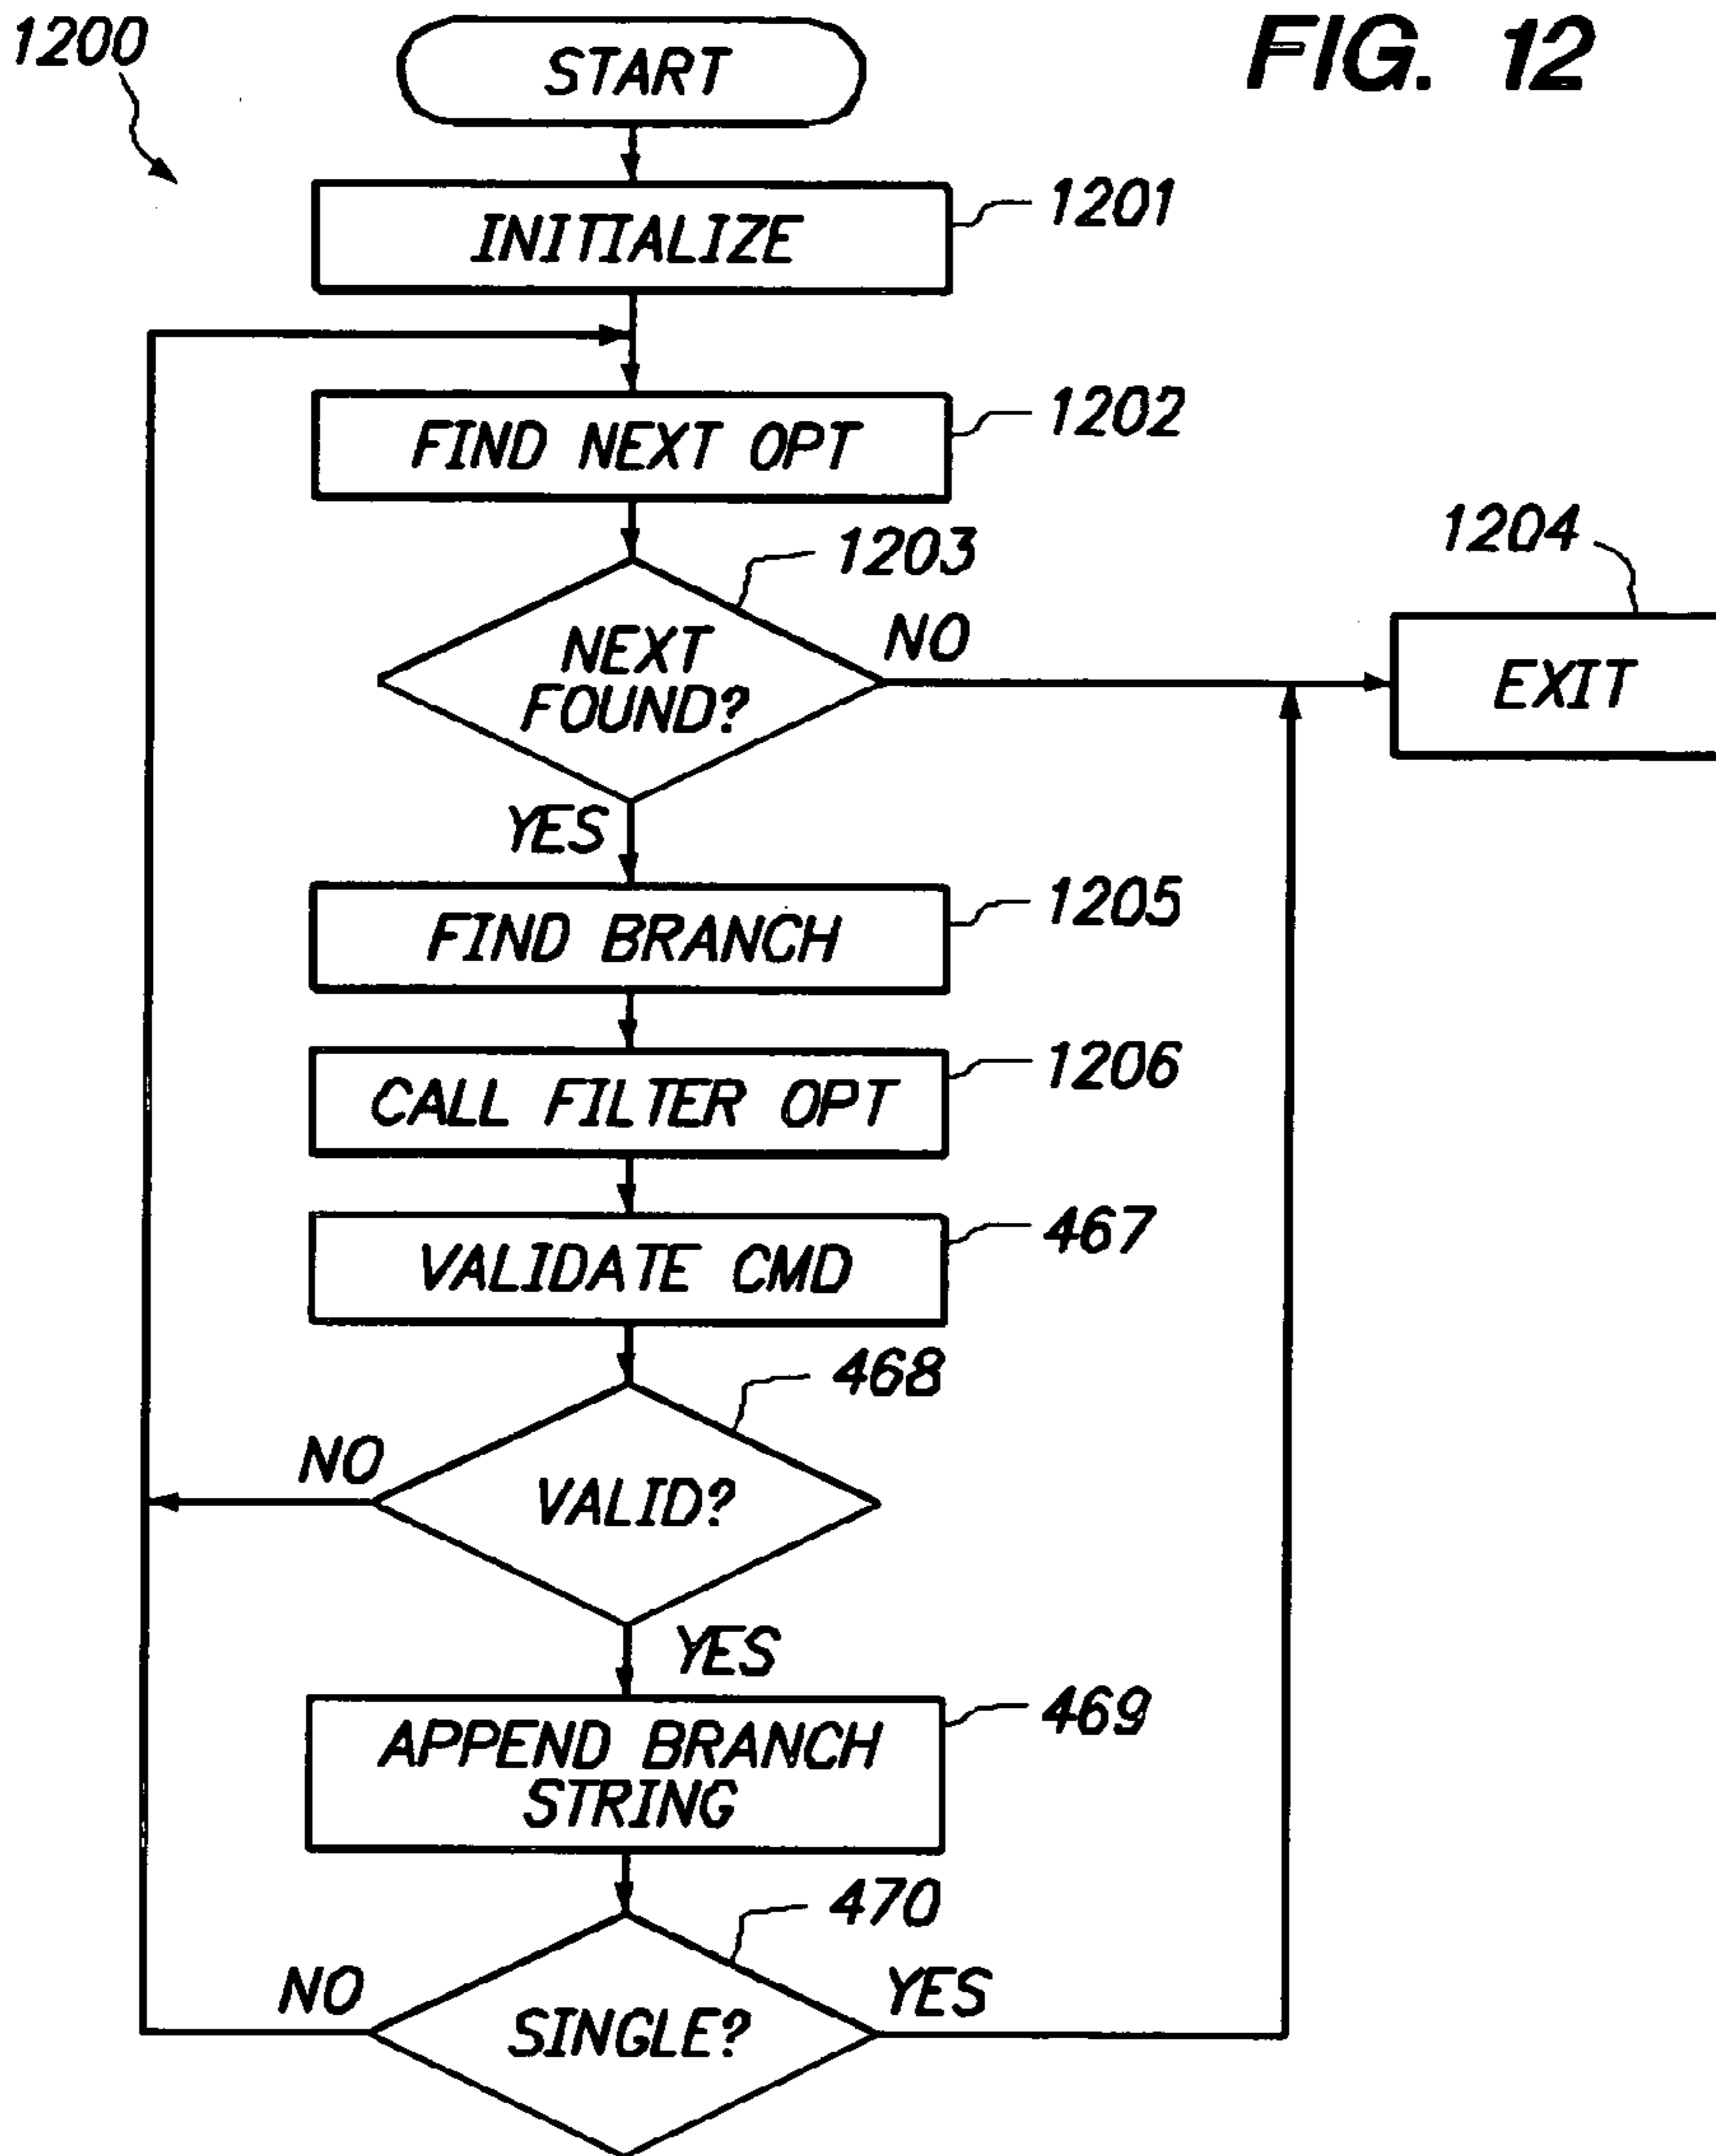 1200
START
FIG. 12
INITIALIZE
1201
FIND NEXT OPT
1202
1203
NEXT
FOUND?
NO
1204
EXIT
YES
FIND BRANCH
1205
CALL FILTER OPT
1206
VALIDATE CMD
467
468
NO
VALID?
YES
APPEND BRANCH
STRING
469
470
NO
SINGLE?
YES